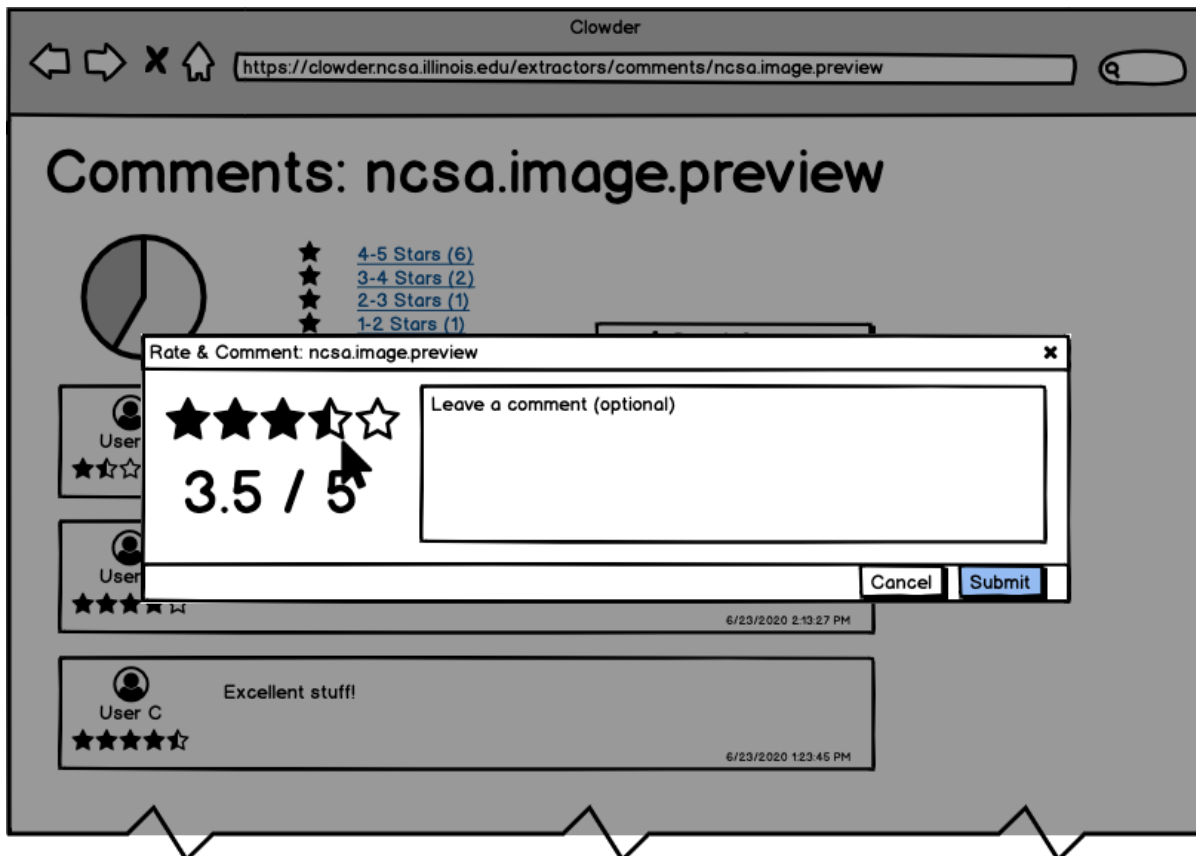 Clowder
https://clowder.ncsa.illinois.edu/extractors/comments/ncsa.image.preview
Comments: ncsa.image.preview
4-5 Stars (6)
3-4 Stars (2)
2-3 Stars (1)
1-2 Stars (1)
Rate & Comment: ncsa.image.preview
Leave a comment (optional)
3.5 / 5
User
User
Cancel
Submit
6/23/2020 2:13:27 PM
Excellent stuff!
User C
6/23/2020 1:23:45 PM